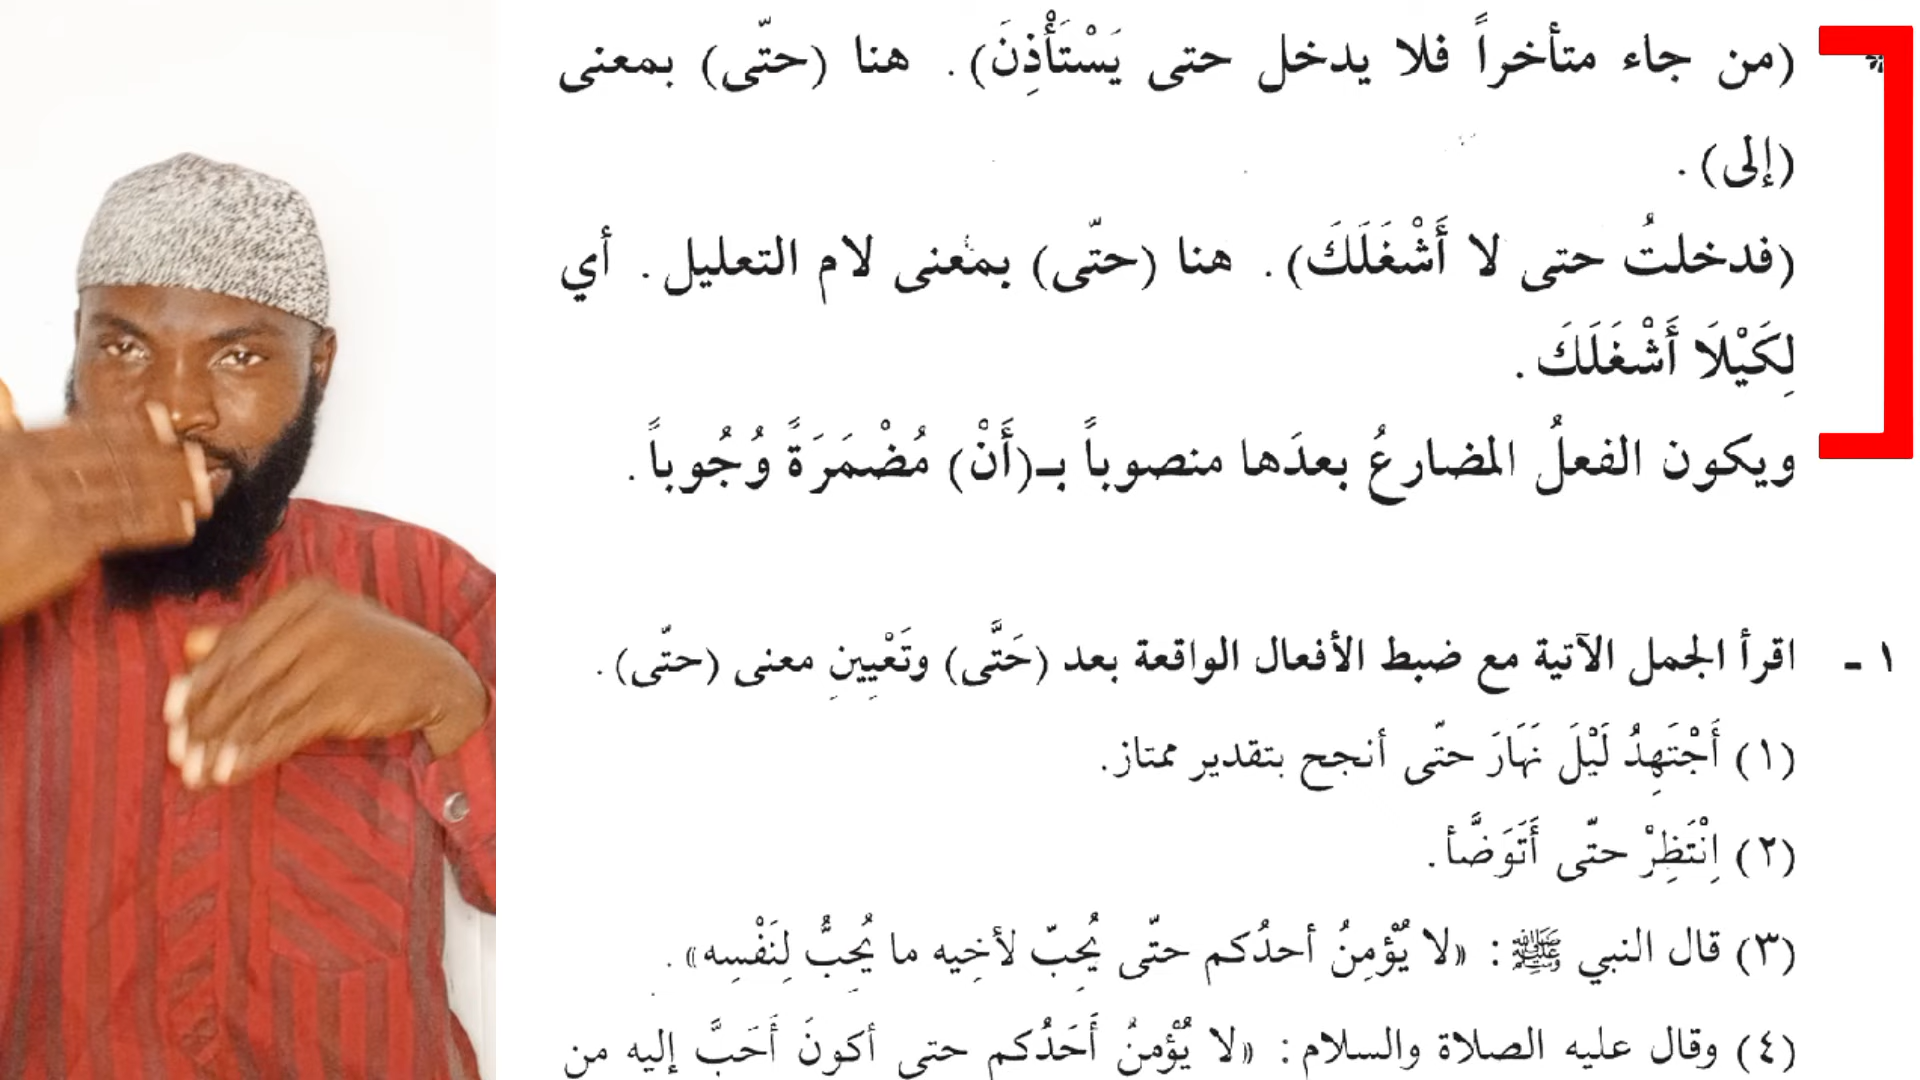 * (من جاء متأخراً فلا يدخل حتى يَسْتَأْذِنَ). هنا (حتّى) بمعنى
(إلى).
(فدخلتُ حتى لا أَشْغَلَكَ). هنا (حتّى) بمعنى لام التعليل. أي
لِكَيْلَا أَشْغَلَكَ.
ويكون الفعلُ المضارعُ بعدَها منصوباً بـ(أَنْ) مُضْمَرَةً وُجُوباً.
١ ـ اقرأ الجمل الآتية مع ضبط الأفعال الواقعة بعد (حَتَّى) وتَعْيِينِ معنى (حتّى).
(١) أَجْتَهِدُ لَيْلَ نَهَارَ حتّى أنجح بتقدير ممتاز.
(٢) اِنْتَظِرْ حتّى أَتَوَضَّأ.
(٣) قال النبي ﷺ: «لا يُؤْمِنُ أحدُكم حتّى يُحِبّ لأخِيه ما يُحِبُّ لِنَفْسِه».
(٤) وقال عليه الصلاة والسلام: «لا يُؤْمنُ أَحَدُكم حتى أكونَ أَحَبَّ إليه من